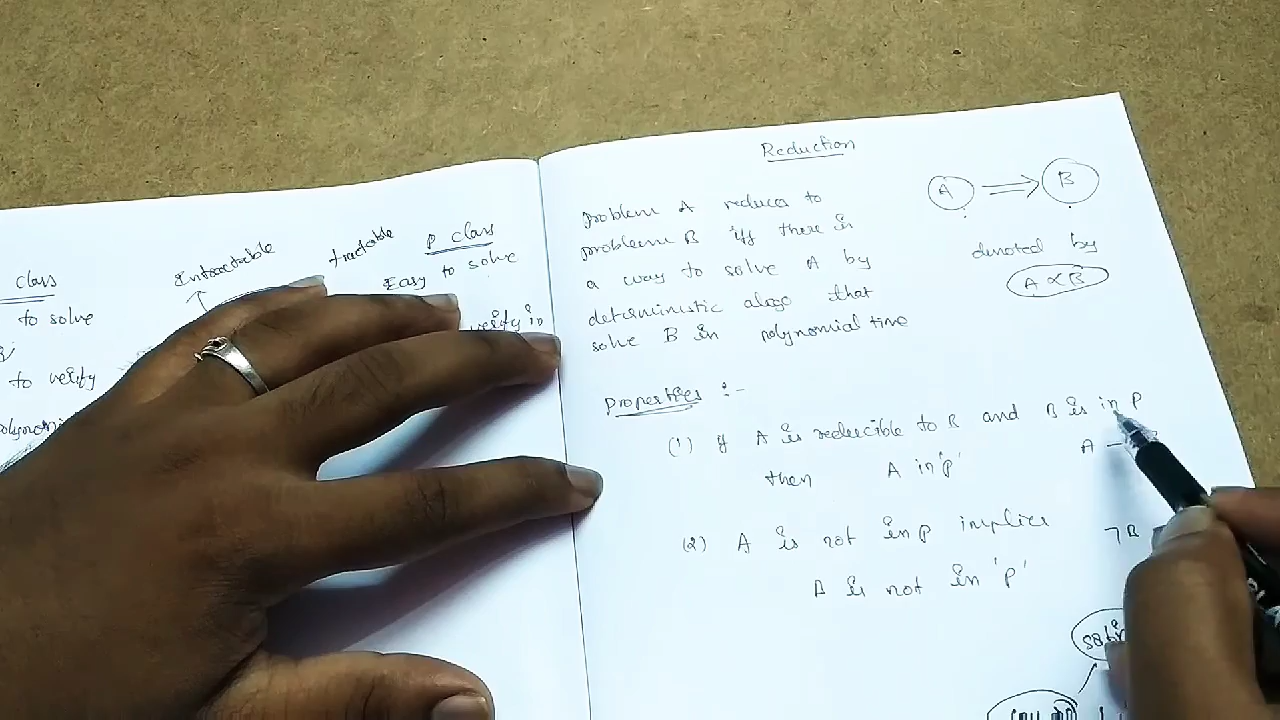 class
to solve
to verify
Intractable
tractable
P class
Easy to solve
verify in
Reduction
problem A reduces to
problem B iff there is
a way to solve A by
deterministic algo that
solve B in polynomial time
A ⇒ B
denoted by
A ∝ B
Properties :-
(1) if A is reducible to B and B is in P
then A in 'p'
A →
(2) A is not in p implies
B is not in 'p'
¬B